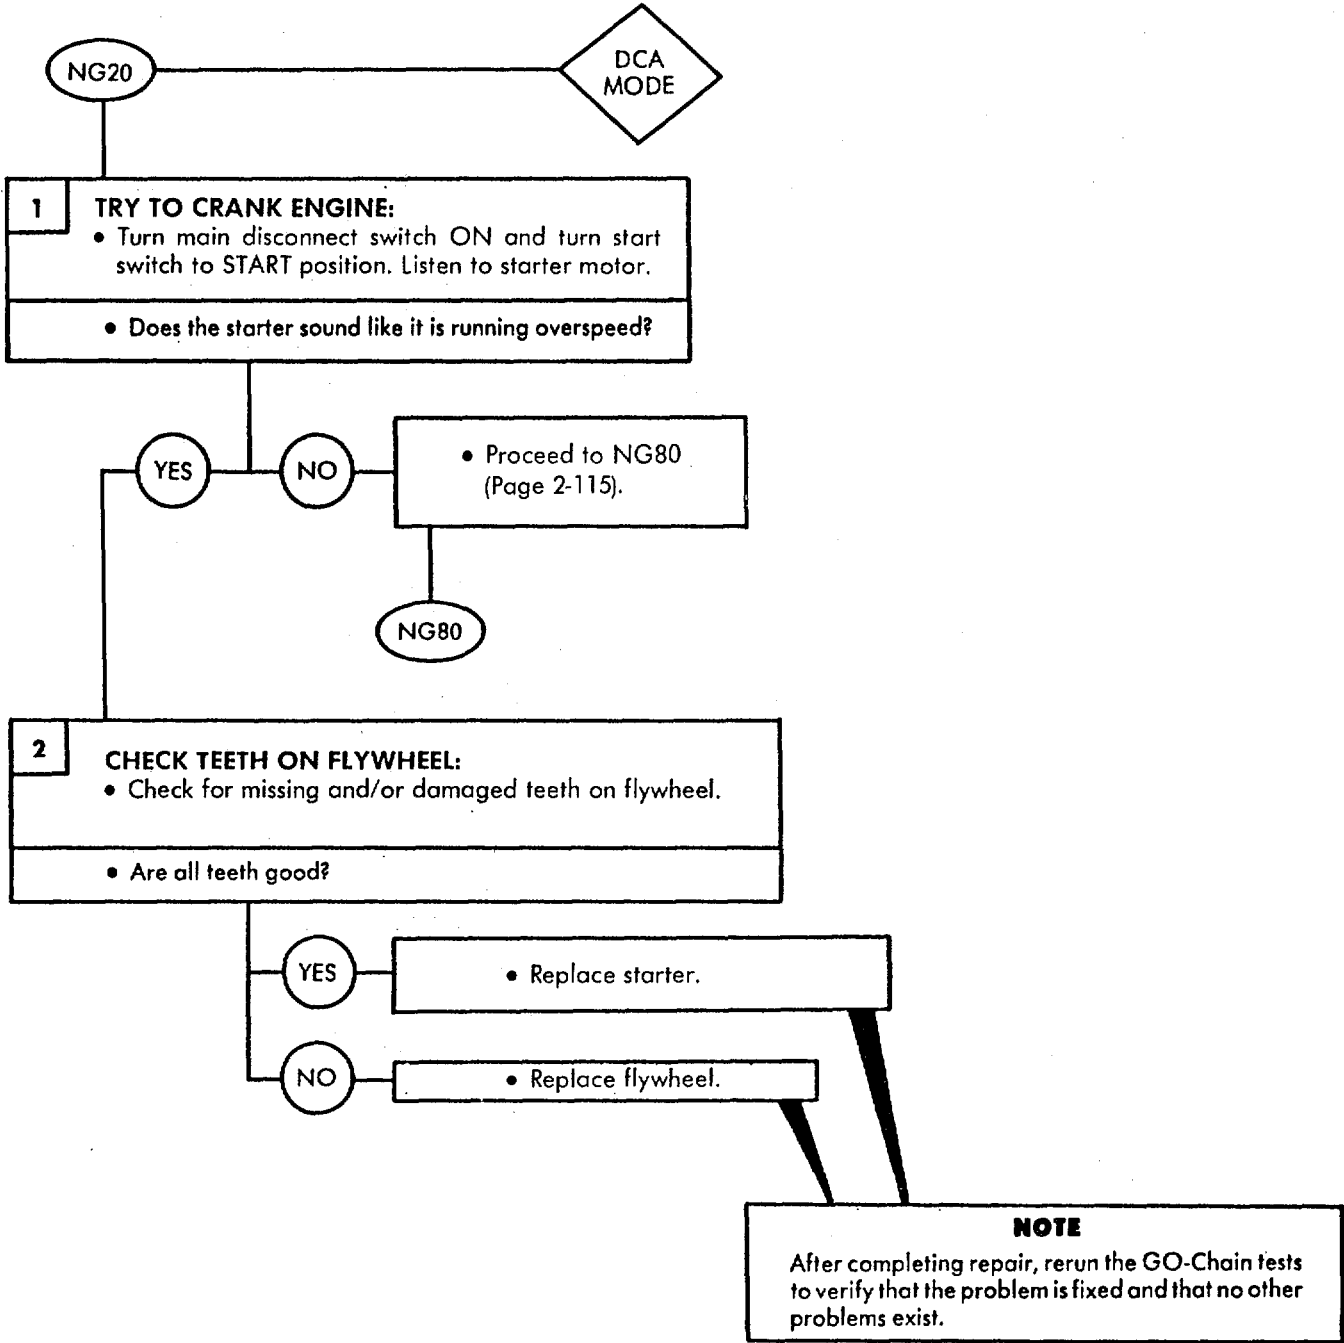 NG20
DCA
MODE
1
TRY TO CRANK ENGINE:
• Turn main disconnect switch ON and turn start
switch to START position. Listen to starter motor.
• Does the starter sound like it is running overspeed?
YES
NO
• Proceed to NG80
(Page 2-115).
NG80
2
CHECK TEETH ON FLYWHEEL:
• Check for missing and/or damaged teeth on flywheel.
• Are all teeth good?
YES
• Replace starter.
NO
• Replace flywheel.
NOTE
After completing repair, rerun the GO-Chain tests
to verify that the problem is fixed and that no other
problems exist.